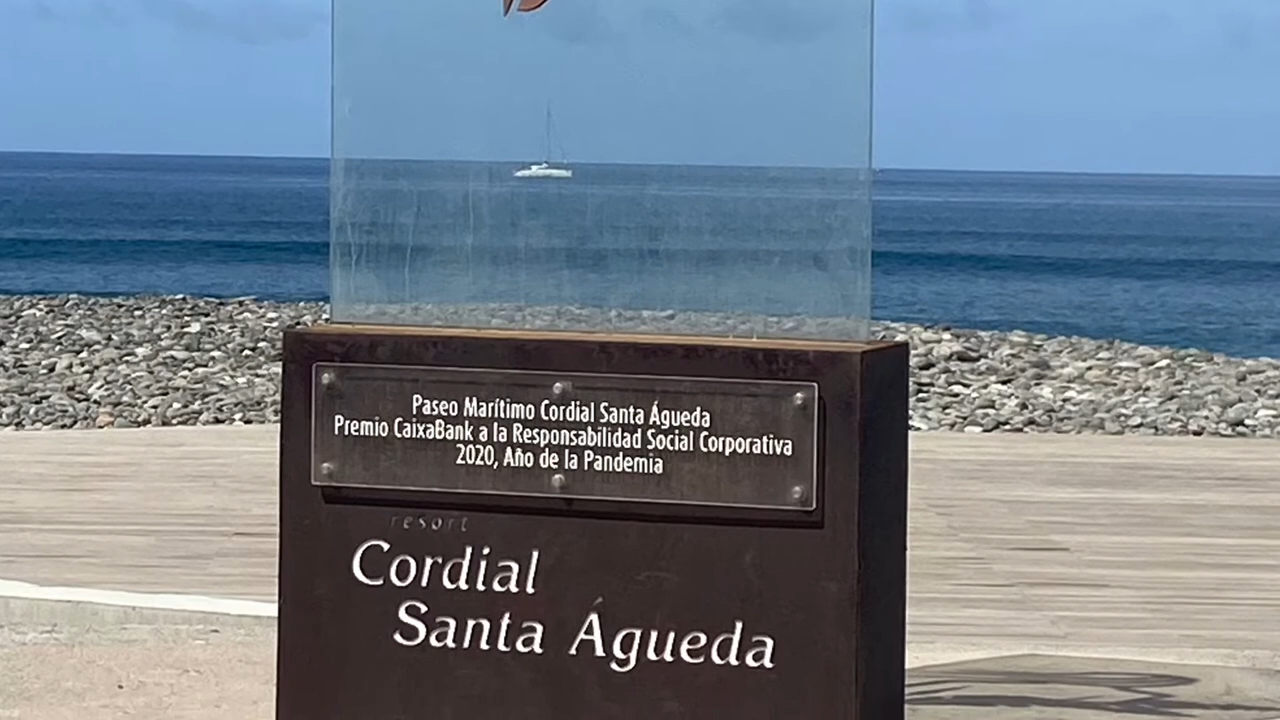 Paseo Marítimo Cordial Santa Águeda
Premio CaixaBank a la Responsabilidad Social Corporativa
2020, Año de la Pandemia
resort
Cordial
Santa Águeda